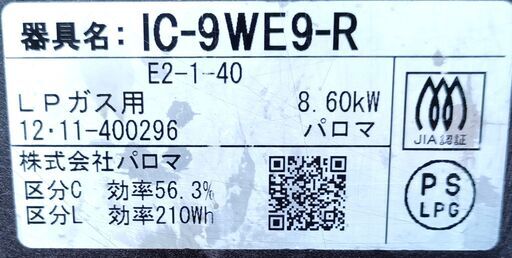 器具名: IC-9WE9-R
E2-1-40
LPガス用 8.60kW
12・11-400296 パロマ
JIA認証
株式会社パロマ
区分C 効率56.3%
区分L 効率210Wh
PS
LPG